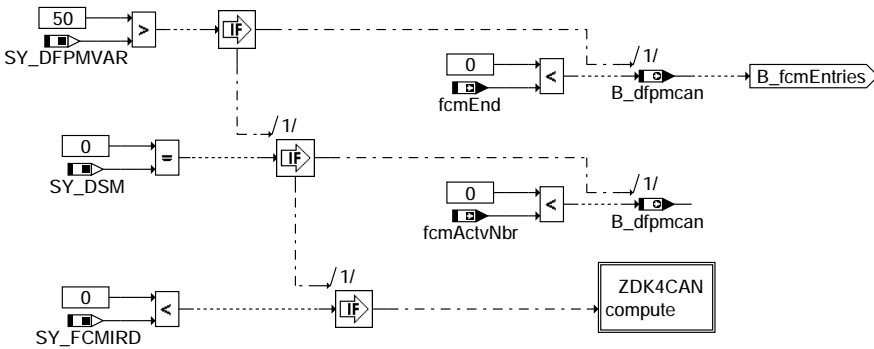 50
>
IF
SY_DFPMVAR
/1/
0
<
fcmEnd
B_dfpmcan
B_fcmEntries
/1/
0
=
IF
SY_DSM
/1/
0
<
fcmActvNbr
B_dfpmcan
/1/
0
<
IF
SY_FCMIRD
ZDK4CAN
compute